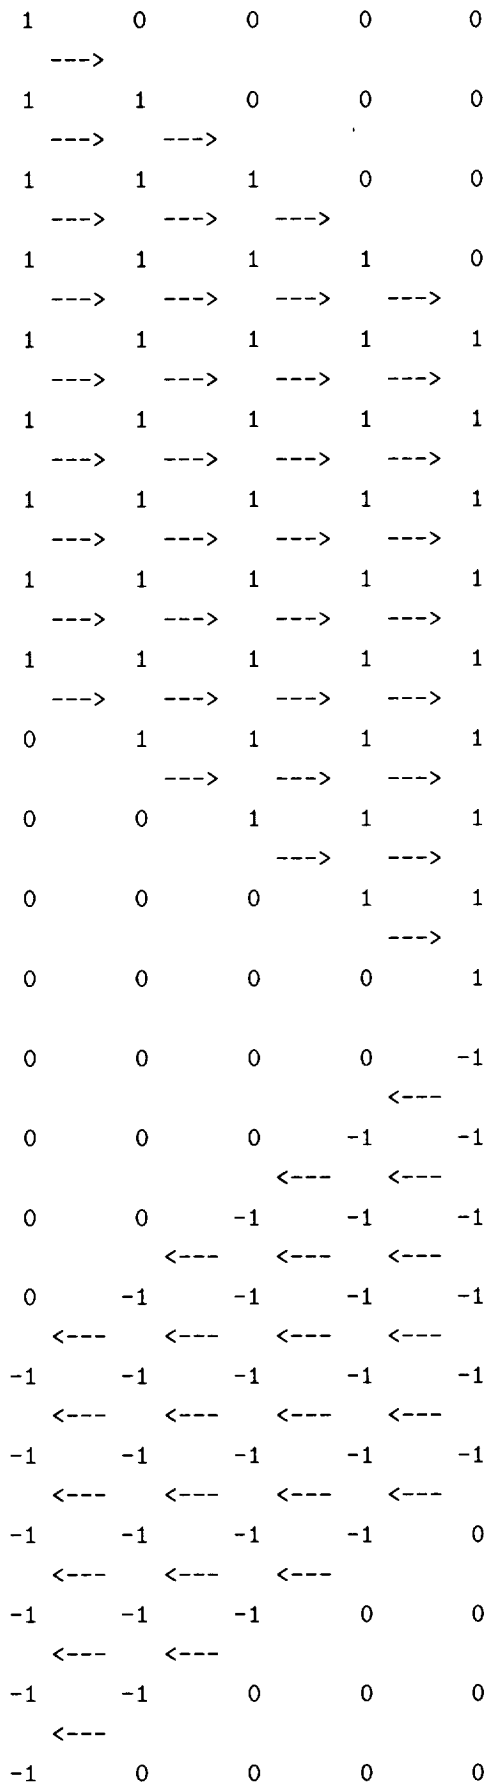 1 0 0 0 0
--->
1 1 0 0 0
---> --->
1 1 1 0 0
---> ---> --->
1 1 1 1 0
---> ---> ---> --->
1 1 1 1 1
---> ---> ---> --->
1 1 1 1 1
---> ---> ---> --->
1 1 1 1 1
---> ---> ---> --->
1 1 1 1 1
---> ---> ---> --->
1 1 1 1 1
---> ---> ---> --->
0 1 1 1 1
---> ---> --->
0 0 1 1 1
---> --->
0 0 0 1 1
--->
0 0 0 0 1
0 0 0 0 -1
<---
0 0 0 -1 -1
<--- <---
0 0 -1 -1 -1
<--- <--- <---
0 -1 -1 -1 -1
<--- <--- <--- <---
-1 -1 -1 -1 -1
<--- <--- <--- <---
-1 -1 -1 -1 -1
<--- <--- <--- <---
-1 -1 -1 -1 0
<--- <--- <---
-1 -1 -1 0 0
<--- <---
-1 -1 0 0 0
<---
-1 0 0 0 0